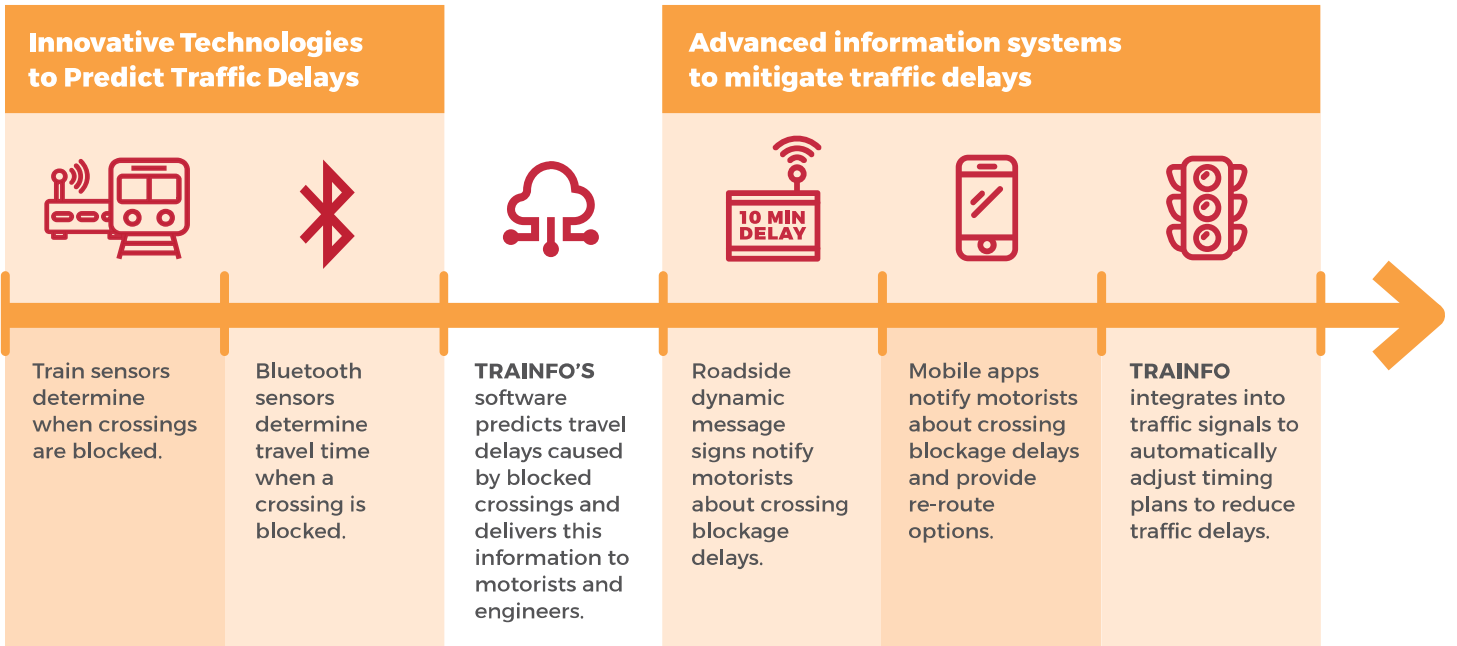 Innovative Technologies
to Predict Traffic Delays
Advanced information systems
to mitigate traffic delays
10 MIN
DELAY
Train sensors
determine
when crossings
are blocked.
Bluetooth
sensors
determine
travel time
when a
crossing is
blocked.
TRAINFO'S
software
predicts travel
delays caused
by blocked
crossings and
delivers this
information to
motorists and
engineers.
Roadside
dynamic
message
signs notify
motorists
about crossing
blockage
delays.
Mobile apps
notify motorists
about crossing
blockage delays
and provide
re-route
options.
TRAINFO
integrates into
traffic signals to
automatically
adjust timing
plans to reduce
traffic delays.